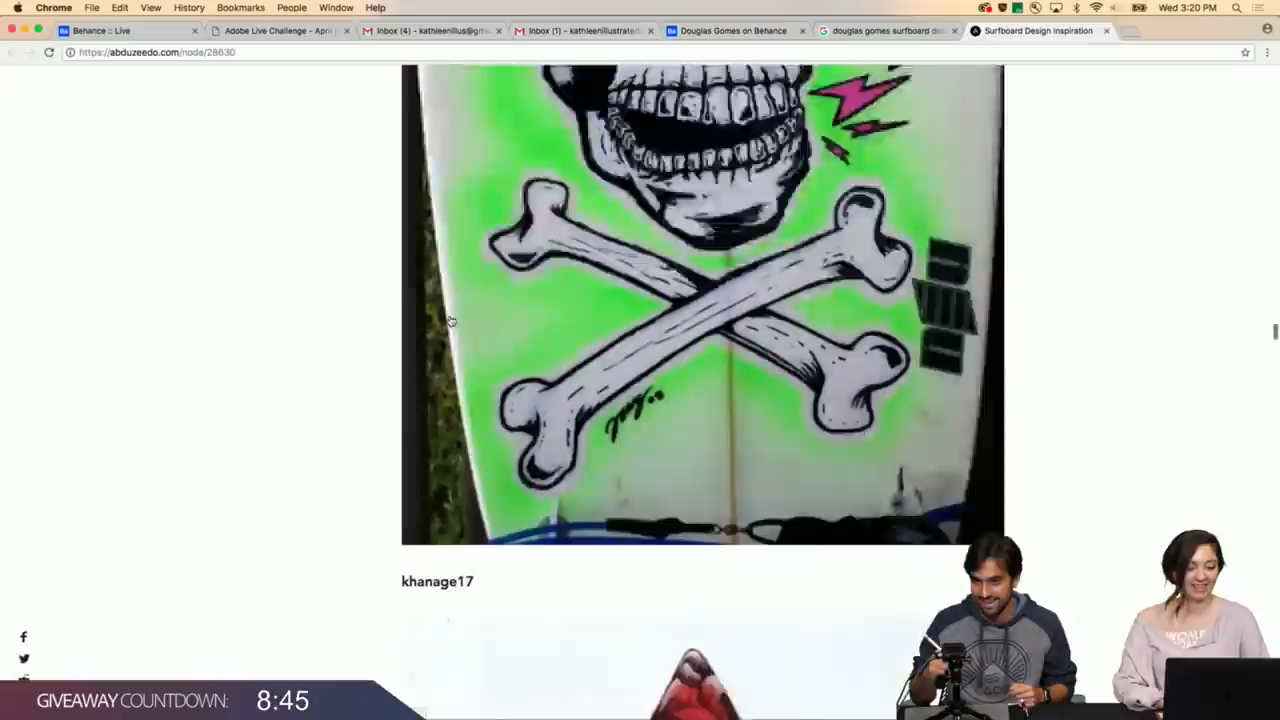 Chrome File Edit View History Bookmarks People Window Help Wed 3:20 PM
Behance :: Live
Adobe Live Challenge - April
Inbox (4) - kathleenillus@gm
Inbox (1) - kathleenillustrated
Douglas Gomes on Behance
douglas gomes surfboard des
Surfboard Design Inspiration
https://abduzeedo.com/node/28630
khanage17
GIVEAWAY COUNTDOWN: 8:45